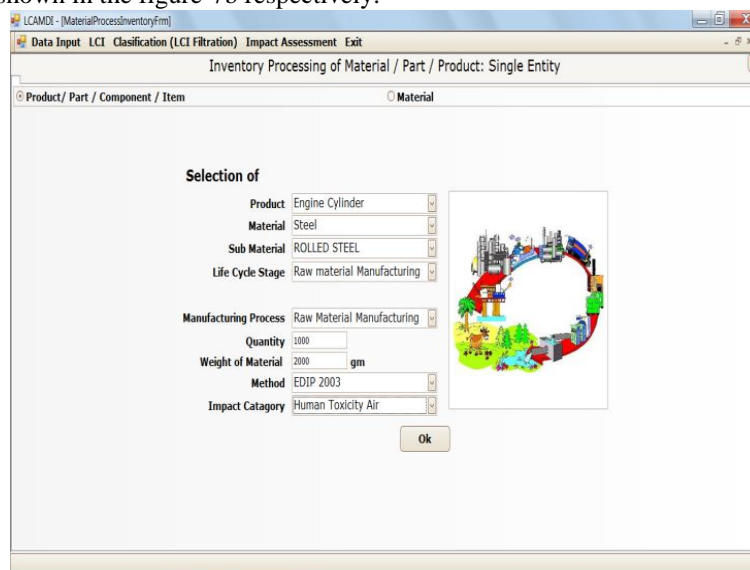 shown in the figure 4b respectively.
LCAMDI - [MaterialProcessInventoryFrm]
Data Input LCI Clasification (LCI Filtration) Impact Assessment Exit
Inventory Processing of Material / Part / Product: Single Entity
Product/ Part / Component / Item Material
Selection of
Product Engine Cylinder
Material Steel
Sub Material ROLLED STEEL
Life Cycle Stage Raw material Manufacturing
Manufacturing Process Raw Material Manufacturing
Quantity 1000
Weight of Material 2000 gm
Method EDIP 2003
Impact Catagory Human Toxicity Air
Ok